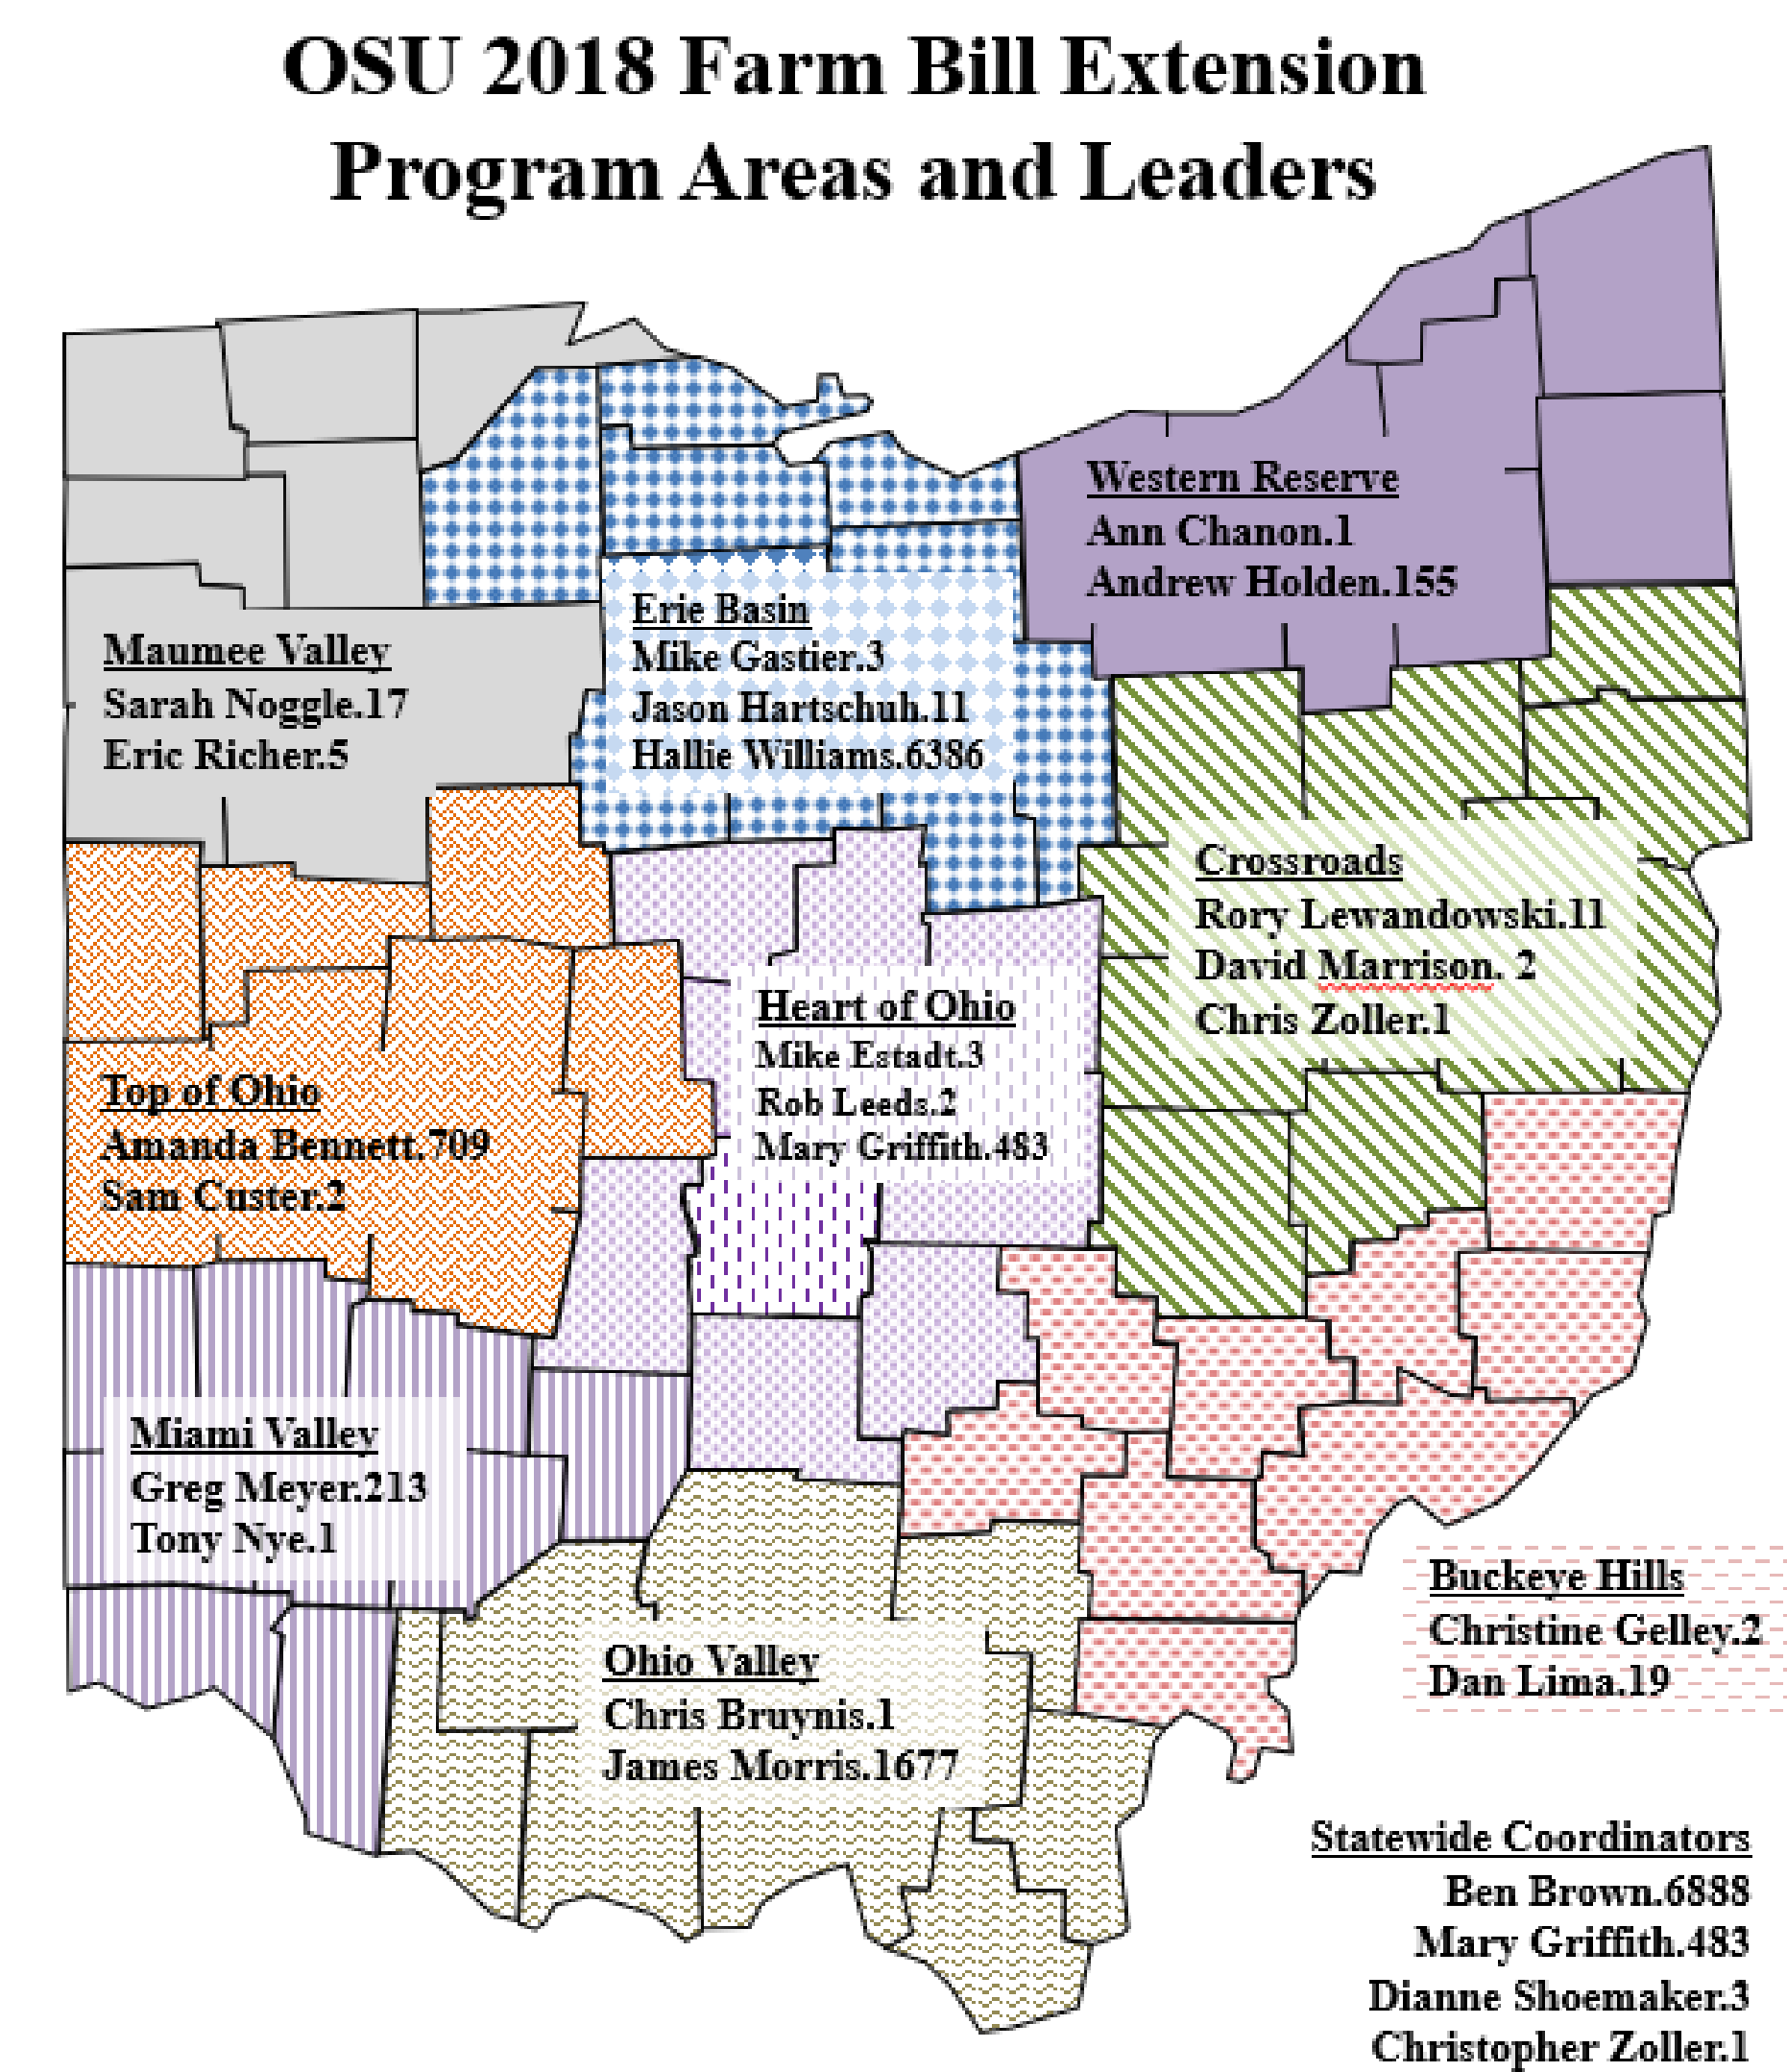 OSU 2018 Farm Bill Extension
Program Areas and Leaders
Western Reserve
Ann Chanon.1
Andrew Holden.155
Erie Basin
Mike Gastier.3
Jason Hartschuh.11
Hallie Williams.6386
Maumee Valley
Sarah Noggle.17
Eric Richer.5
Crossroads
Rory Lewandowski.11
David Marrison. 2
Chris Zoller.1
Heart of Ohio
Mike Estadt.3
Rob Leeds.2
Mary Griffith.483
Top of Ohio
Amanda Bennett.709
Sam Custer.2
Miami Valley
Greg Meyer.213
Tony Nye.1
Buckeye Hills
Christine Gelley.2
Dan Lima.19
Ohio Valley
Chris Bruynis.1
James Morris.1677
Statewide Coordinators
Ben Brown.6888
Mary Griffith.483
Dianne Shoemaker.3
Christopher Zoller.1